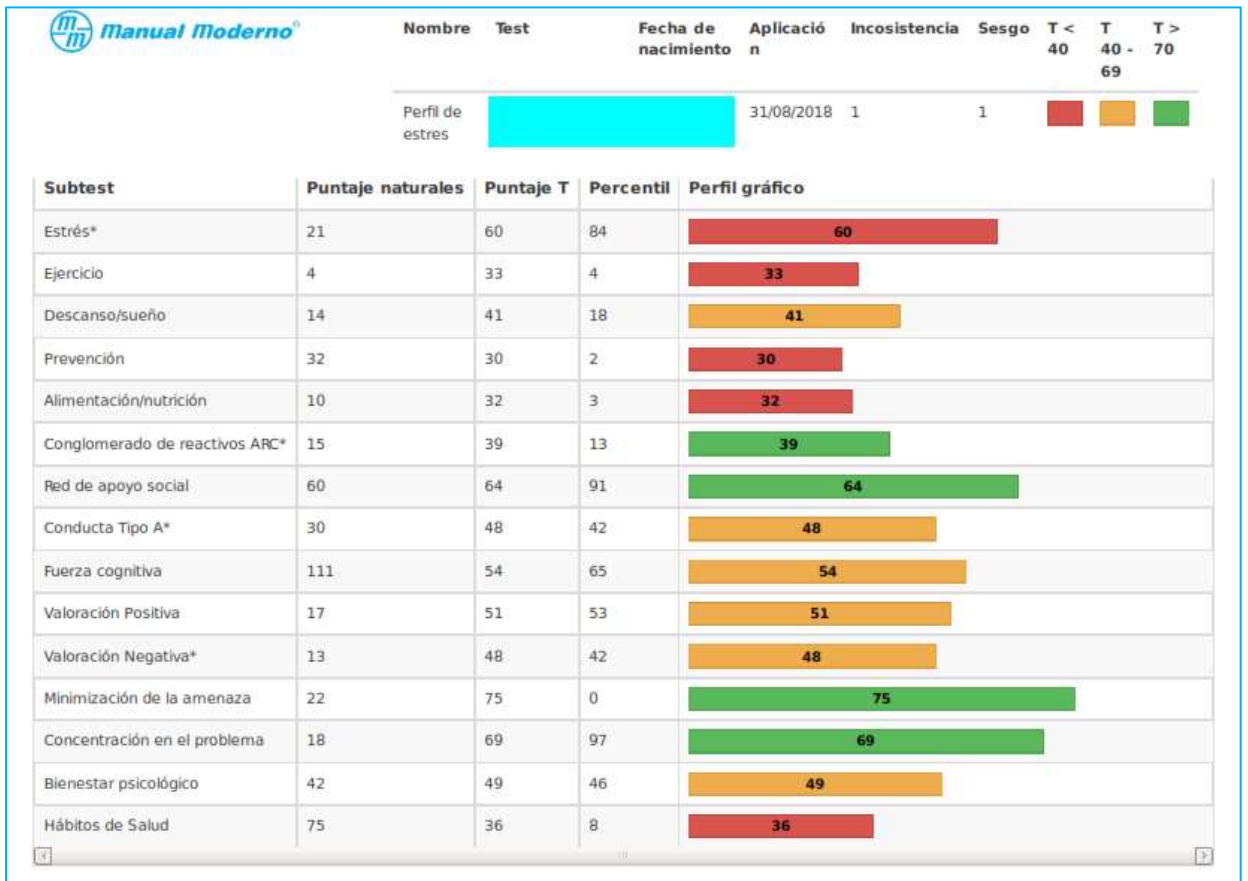 Manual Moderno®
Nombre Test Fecha de nacimiento Aplicación Incosistencia Sesgo T < 40 T 40 - 69 T > 70
Perfil de estres 31/08/2018 1 1
Subtest Puntaje naturales Puntaje T Percentil Perfil gráfico
Estrés* 21 60 84 60
Ejercicio 4 33 4 33
Descanso/sueño 14 41 18 41
Prevención 32 30 2 30
Alimentación/nutrición 10 32 3 32
Conglomerado de reactivos ARC* 15 39 13 39
Red de apoyo social 60 64 91 64
Conducta Tipo A* 30 48 42 48
Fuerza cognitiva 111 54 65 54
Valoración Positiva 17 51 53 51
Valoración Negativa* 13 48 42 48
Minimización de la amenaza 22 75 0 75
Concentración en el problema 18 69 97 69
Bienestar psicológico 42 49 46 49
Hábitos de Salud 75 36 8 36